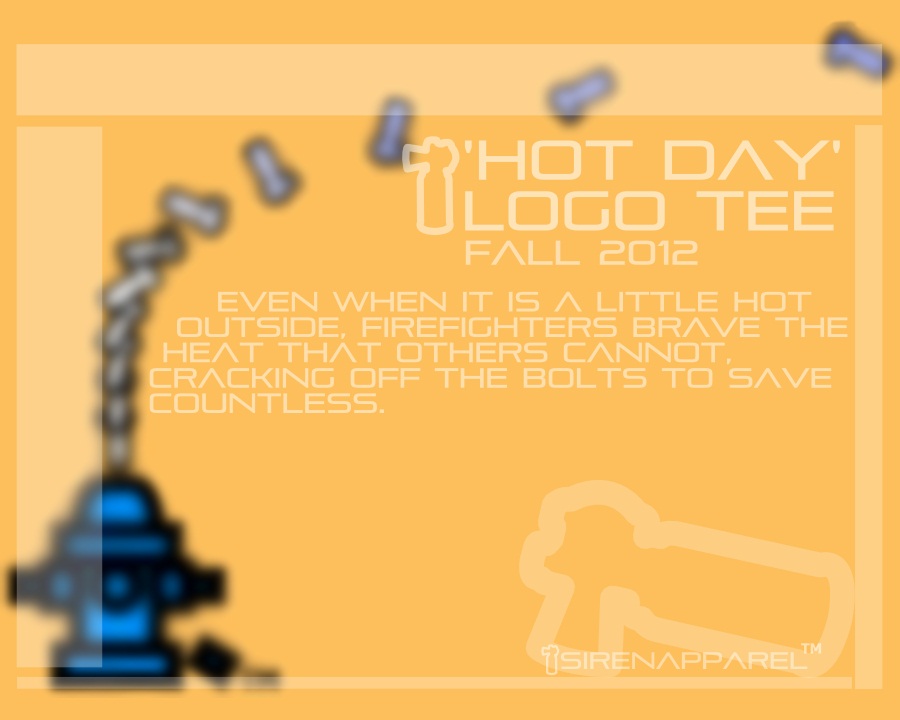 'HOT DAY'
LOGO TEE
FALL 2012
EVEN WHEN IT IS A LITTLE HOT
OUTSIDE, FIREFIGHTERS BRAVE THE
HEAT THAT OTHERS CANNOT,
CRACKING OFF THE BOLTS TO SAVE
COUNTLESS.
SIRENAPPAREL™